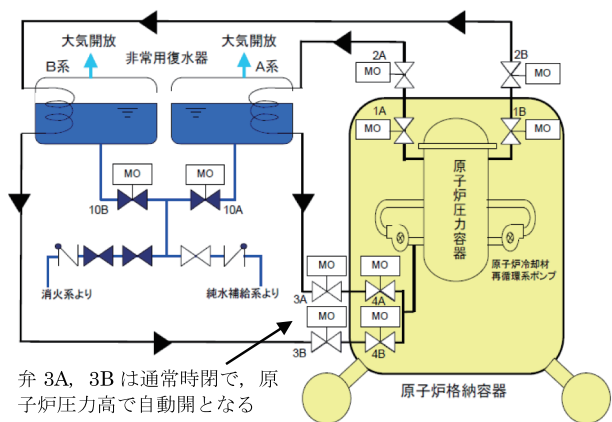 大気開放
大気開放
非常用復水器
B系
A系
2A
MO
2B
MO
1A
MO
1B
MO
原子炉圧力容器
MO
MO
10B
10A
原子炉冷却材
再循環系ポンプ
消火系より
純水補給系より
MO
MO
3A
4A
MO
MO
3B
4B
弁 3A，3B は通常時閉で，原
子炉圧力高で自動開となる
原子炉格納容器